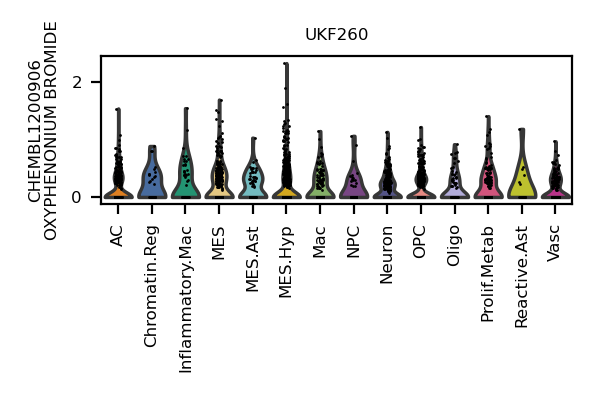 UKF260
CHEMBL1200906
OXYPHENONIUM BROMIDE
2
0
AC
Chromatin.Reg
Inflammatory.Mac
MES
MES.Ast
MES.Hyp
Mac
NPC
Neuron
OPC
Oligo
Prolif.Metab
Reactive.Ast
Vasc